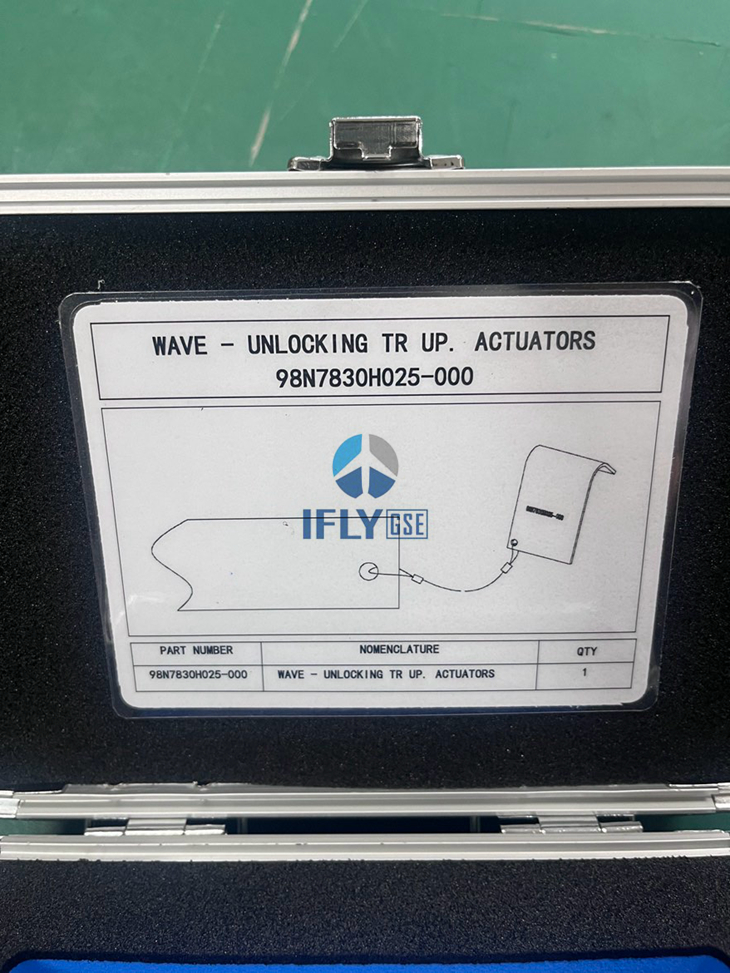 WAVE - UNLOCKING TR UP. ACTUATORS
98N7830H025-000
IFLY GSE
PART NUMBER NOMENCLATURE QTY
98N7830H025-000 WAVE - UNLOCKING TR UP. ACTUATORS 1